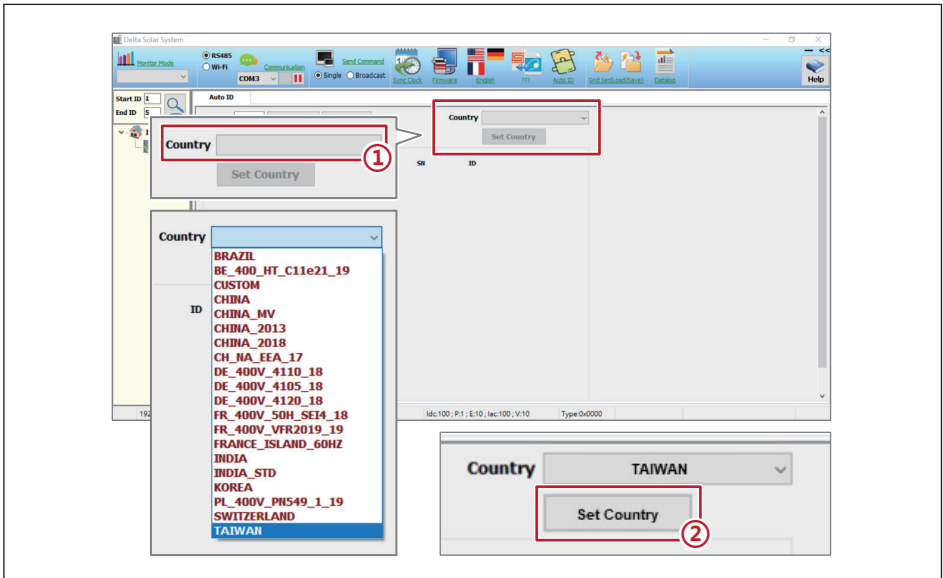 Delta Solar System
Monitor Mode
RS485
Wi-Fi
COM3
Communication
Send Command
Single Broadcast
Sync Clock
Firmware
English
???
Auto ID
Grid Set(Load/Save)
Datalog
<<
Help
Start ID 1
End ID 5
Auto ID
Country
Set Country
SN ID
Country
①
Set Country
Country
BRAZIL
BE_400_HT_C11e21_19
CUSTOM
CHINA
CHINA_MV
CHINA_2013
CHINA_2018
CH_NA_EEA_17
DE_400V_4110_18
DE_400V_4105_18
DE_400V_4120_18
FR_400V_50H_SEI4_18
FR_400V_VFR2019_19
FRANCE_ISLAND_60HZ
INDIA
INDIA_STD
KOREA
PL_400V_PN549_1_19
SWITZERLAND
TAIWAN
ID
192
Idc:100 ; P:1 ; E:10 ; Iac:100 ; V:10
Type:0x0000
Country TAIWAN
Set Country
②